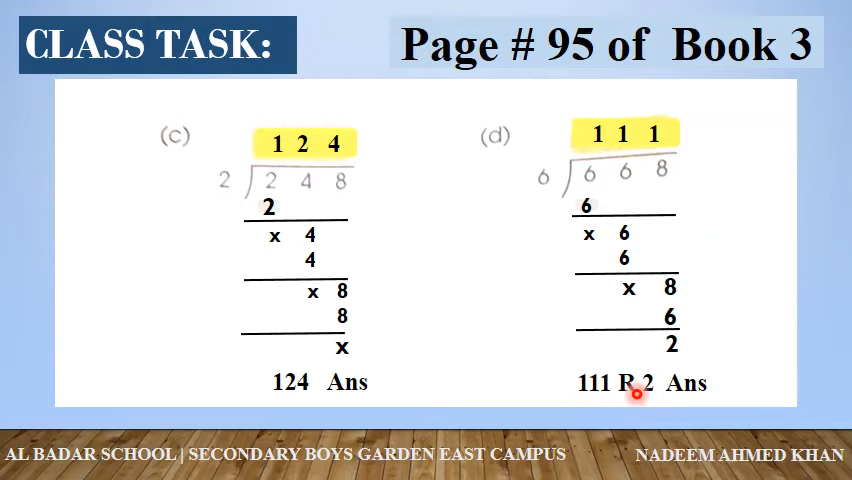 CLASS TASK:
Page # 95 of Book 3
(c)
1 2 4
2 2 4 8
2
x 4
4
x 8
8
x
124 Ans
(d)
1 1 1
6 6 6 8
6
x 6
6
x 8
6
2
111 R 2 Ans
AL BADAR SCHOOL | SECONDARY BOYS GARDEN EAST CAMPUS
NADEEM AHMED KHAN